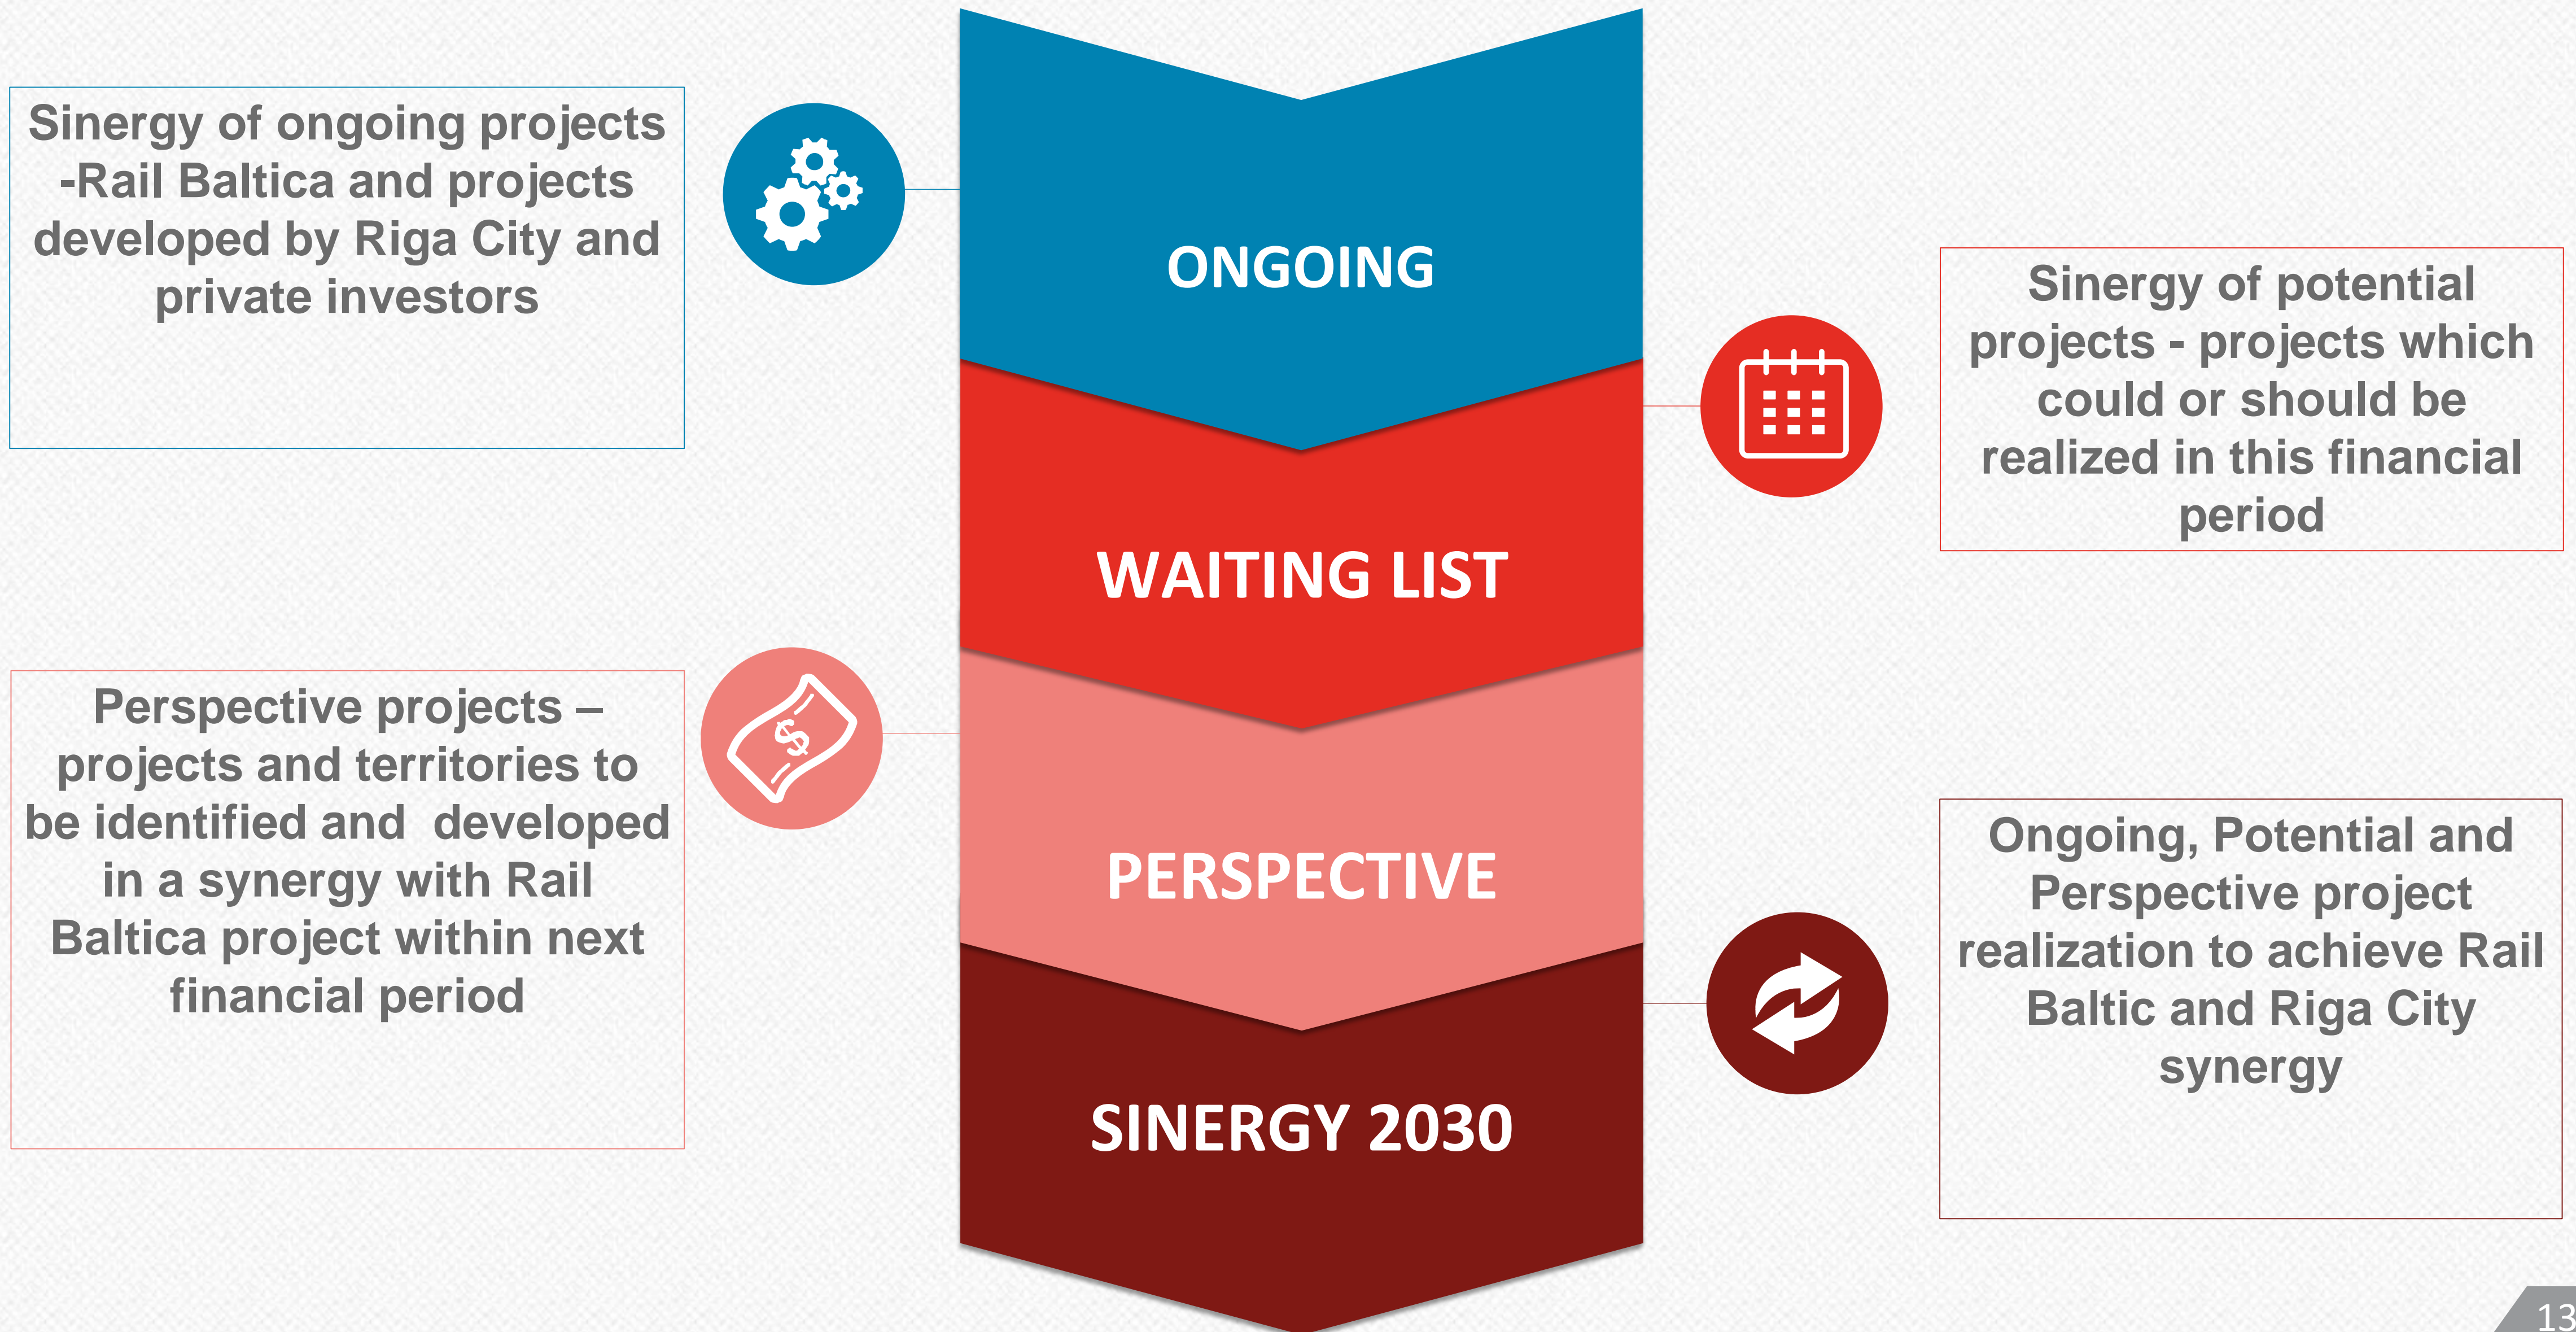 Sinergy of ongoing projects
-Rail Baltica and projects
developed by Riga City and
private investors
ONGOING
Sinergy of potential
projects - projects which
could or should be
realized in this financial
period
WAITING LIST
Perspective projects –
projects and territories to
be identified and  developed
in a synergy with Rail
Baltica project within next
financial period
$
PERSPECTIVE
Ongoing, Potential and
Perspective project
realization to achieve Rail
Baltic and Riga City
synergy
SINERGY 2030
13